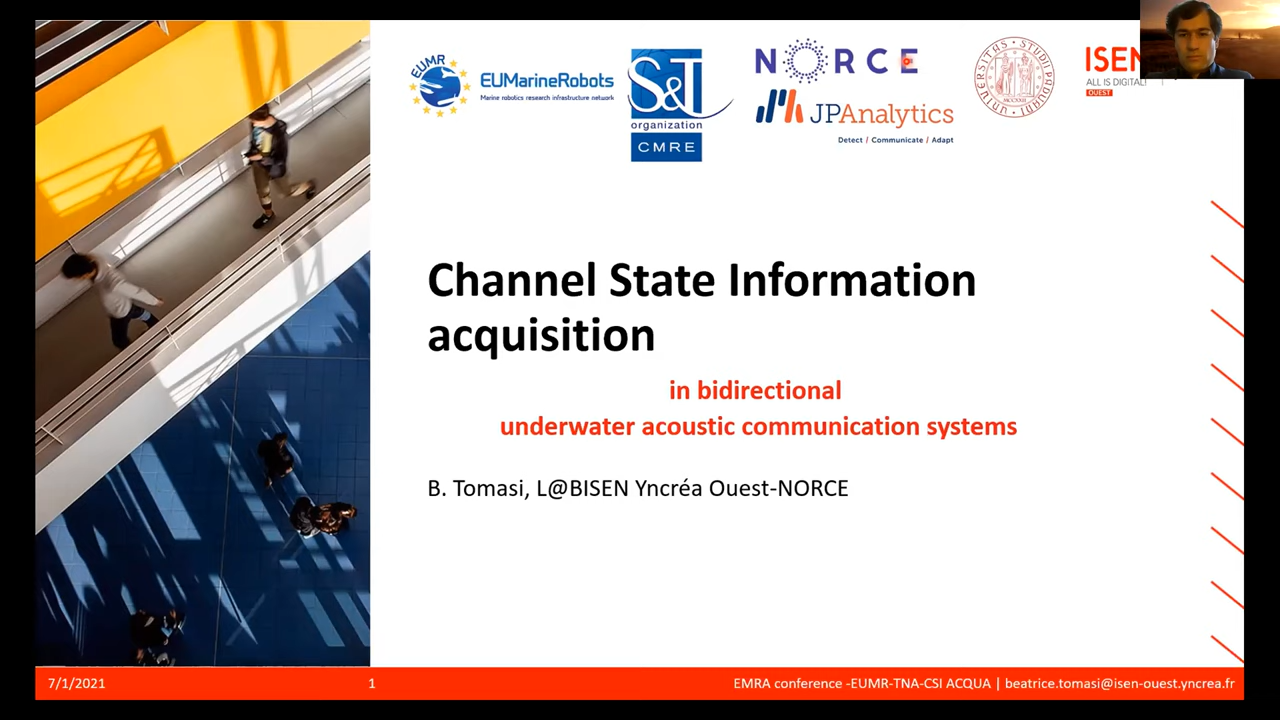 EUMR
EUMarineRobots
Marine robotics research infrastructure network
S&T
organization
CMRE
NORCE
JPAnalytics
Detect / Communicate / Adapt
ISEN
ALL IS DIGITAL!
OUEST
Channel State Information
acquisition
in bidirectional
underwater acoustic communication systems
B. Tomasi, L@BISEN Yncréa Ouest-NORCE
7/1/2021
1
EMRA conference -EUMR-TNA-CSI ACQUA | beatrice.tomasi@isen-ouest.yncrea.fr